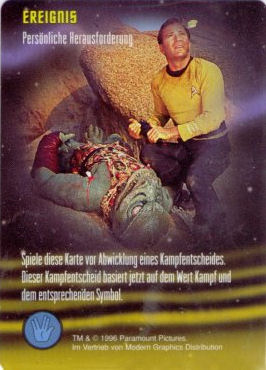 EREIGNIS
Persönliche Herausforderung
Spiele diese Karte vor Abwicklung eines Kampfentscheides.
Dieser Kampfentscheid basiert jetzt auf dem Wert Kampf und
dem entsprechenden Symbol.
TM & © 1996 Paramount Pictures.
Im Vertrieb von Modern Graphics Distribution